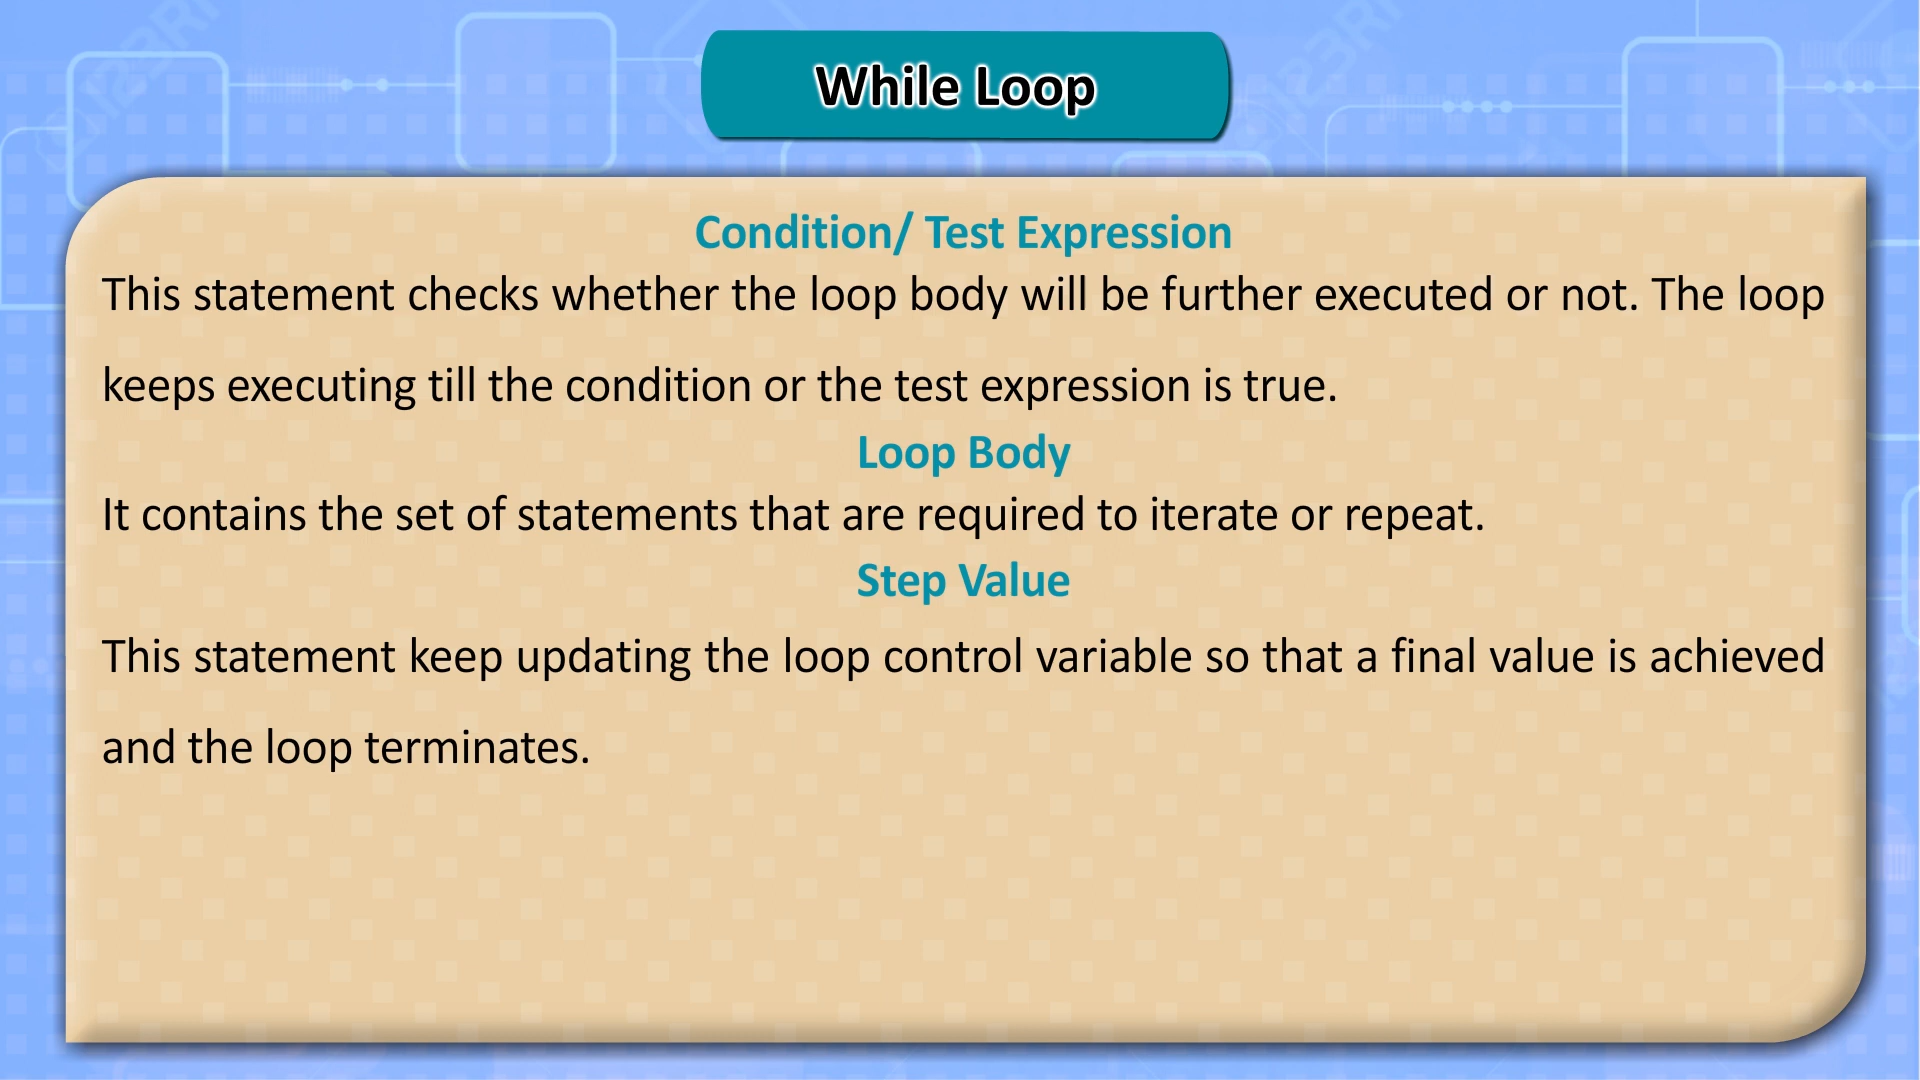 While Loop
Condition/ Test Expression
This statement checks whether the loop body will be further executed or not. The loop
keeps executing till the condition or the test expression is true.
Loop Body
It contains the set of statements that are required to iterate or repeat.
Step Value
This statement keep updating the loop control variable so that a final value is achieved
and the loop terminates.